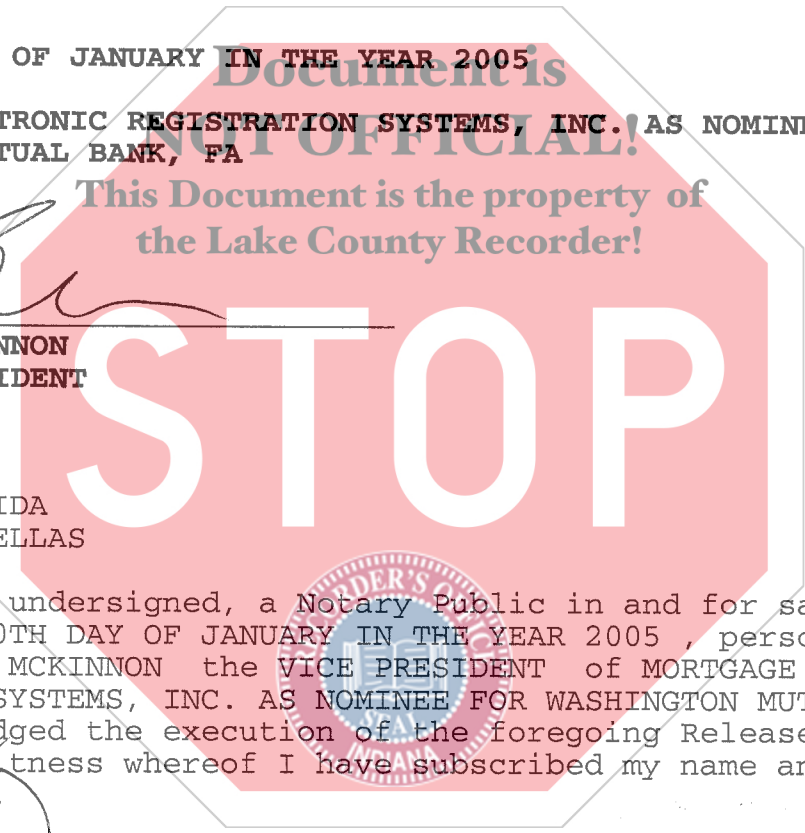 OF JANUARY IN THE YEAR 2005
Document is
TRONIC REGISTRATION SYSTEMS, INC. AS NOMIN
NOT OFFICIAL!
TUAL BANK, FA
This Document is the property of
the Lake County Recorder!
NNON
IDENT
STOP
IDA
ELLAS
undersigned, a Notary Public in and for sa
0TH DAY OF JANUARY IN THE YEAR 2005 , perso
MCKINNON the VICE PRESIDENT of MORTGAGE
SYSTEMS, INC. AS NOMINEE FOR WASHINGTON MUT
dged the execution of the foregoing Release
tness whereof I have subscribed my name an
RECORDER'S OFFIC
SEAL
INDIANA